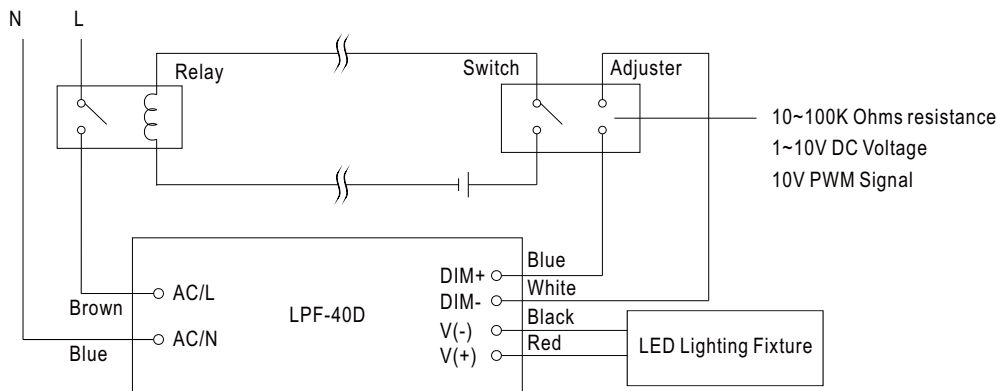 N L
Relay
Switch
Adjuster
10~100K Ohms resistance
1~10V DC Voltage
10V PWM Signal
Brown
Blue
AC/L
AC/N
LPF-40D
DIM+
DIM-
V(-)
V(+)
Blue
White
Black
Red
LED Lighting Fixture